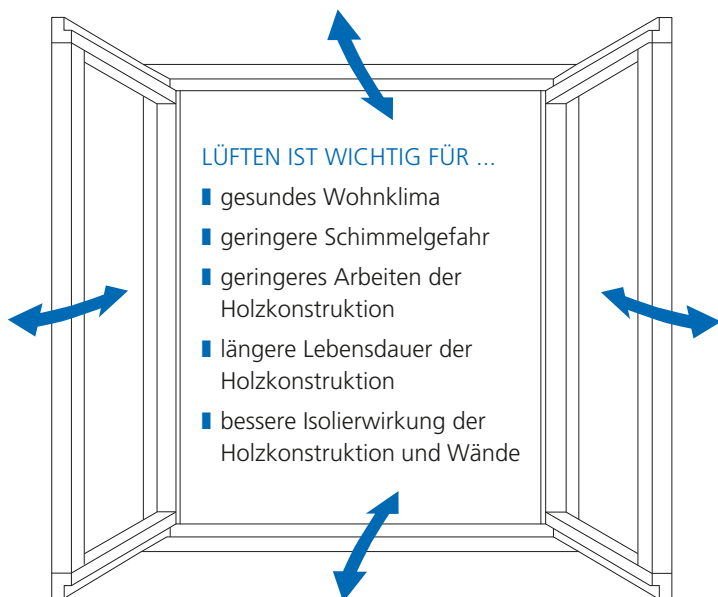 LÜFTEN IST WICHTIG FÜR ...
gesundes Wohnklima
geringere Schimmelgefahr
geringeres Arbeiten der
Holzkonstruktion
längere Lebensdauer der
Holzkonstruktion
bessere Isolierwirkung der
Holzkonstruktion und Wände